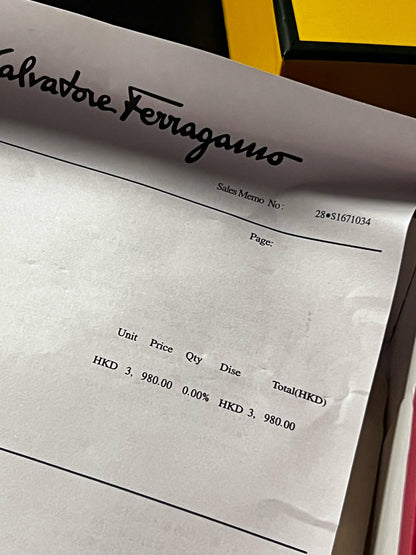 Salvatore Ferragamo
Sales Memo No: 28●S1671034
Page:
Unit Price Qty Dise Total(HKD)
HKD 3, 980.00 0.00% HKD 3, 980.00